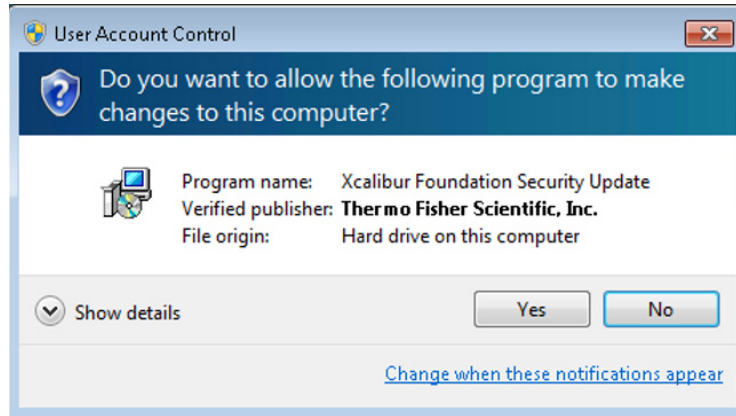 User Account Control
Do you want to allow the following program to make
changes to this computer?
Program name: Xcalibur Foundation Security Update
Verified publisher: Thermo Fisher Scientific, Inc.
File origin: Hard drive on this computer
Show details
Yes
No
Change when these notifications appear